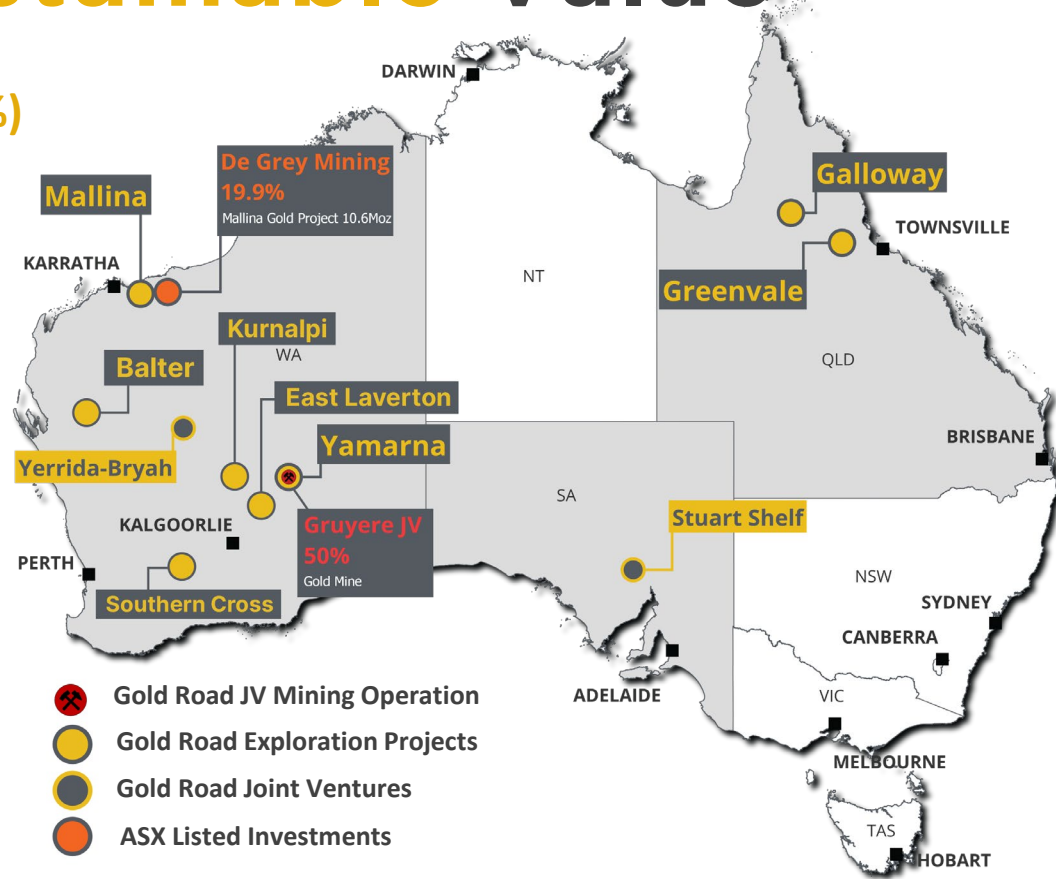 %)
DARWIN
De Grey Mining
19.9%
Mallina Gold Project 10.6Moz
Mallina
Galloway
TOWNSVILLE
KARRATHA
NT
Greenvale
Kurnalpi
WA
Balter
QLD
East Laverton
BRISBANE
Yamarna
Yerrida-Bryah
SA
Stuart Shelf
KALGOORLIE
Gruyere JV
50%
Gold Mine
PERTH
NSW
Southern Cross
SYDNEY
CANBERRA
ADELAIDE
VIC
MELBOURNE
TAS
HOBART
Gold Road JV Mining Operation
Gold Road Exploration Projects
Gold Road Joint Ventures
ASX Listed Investments